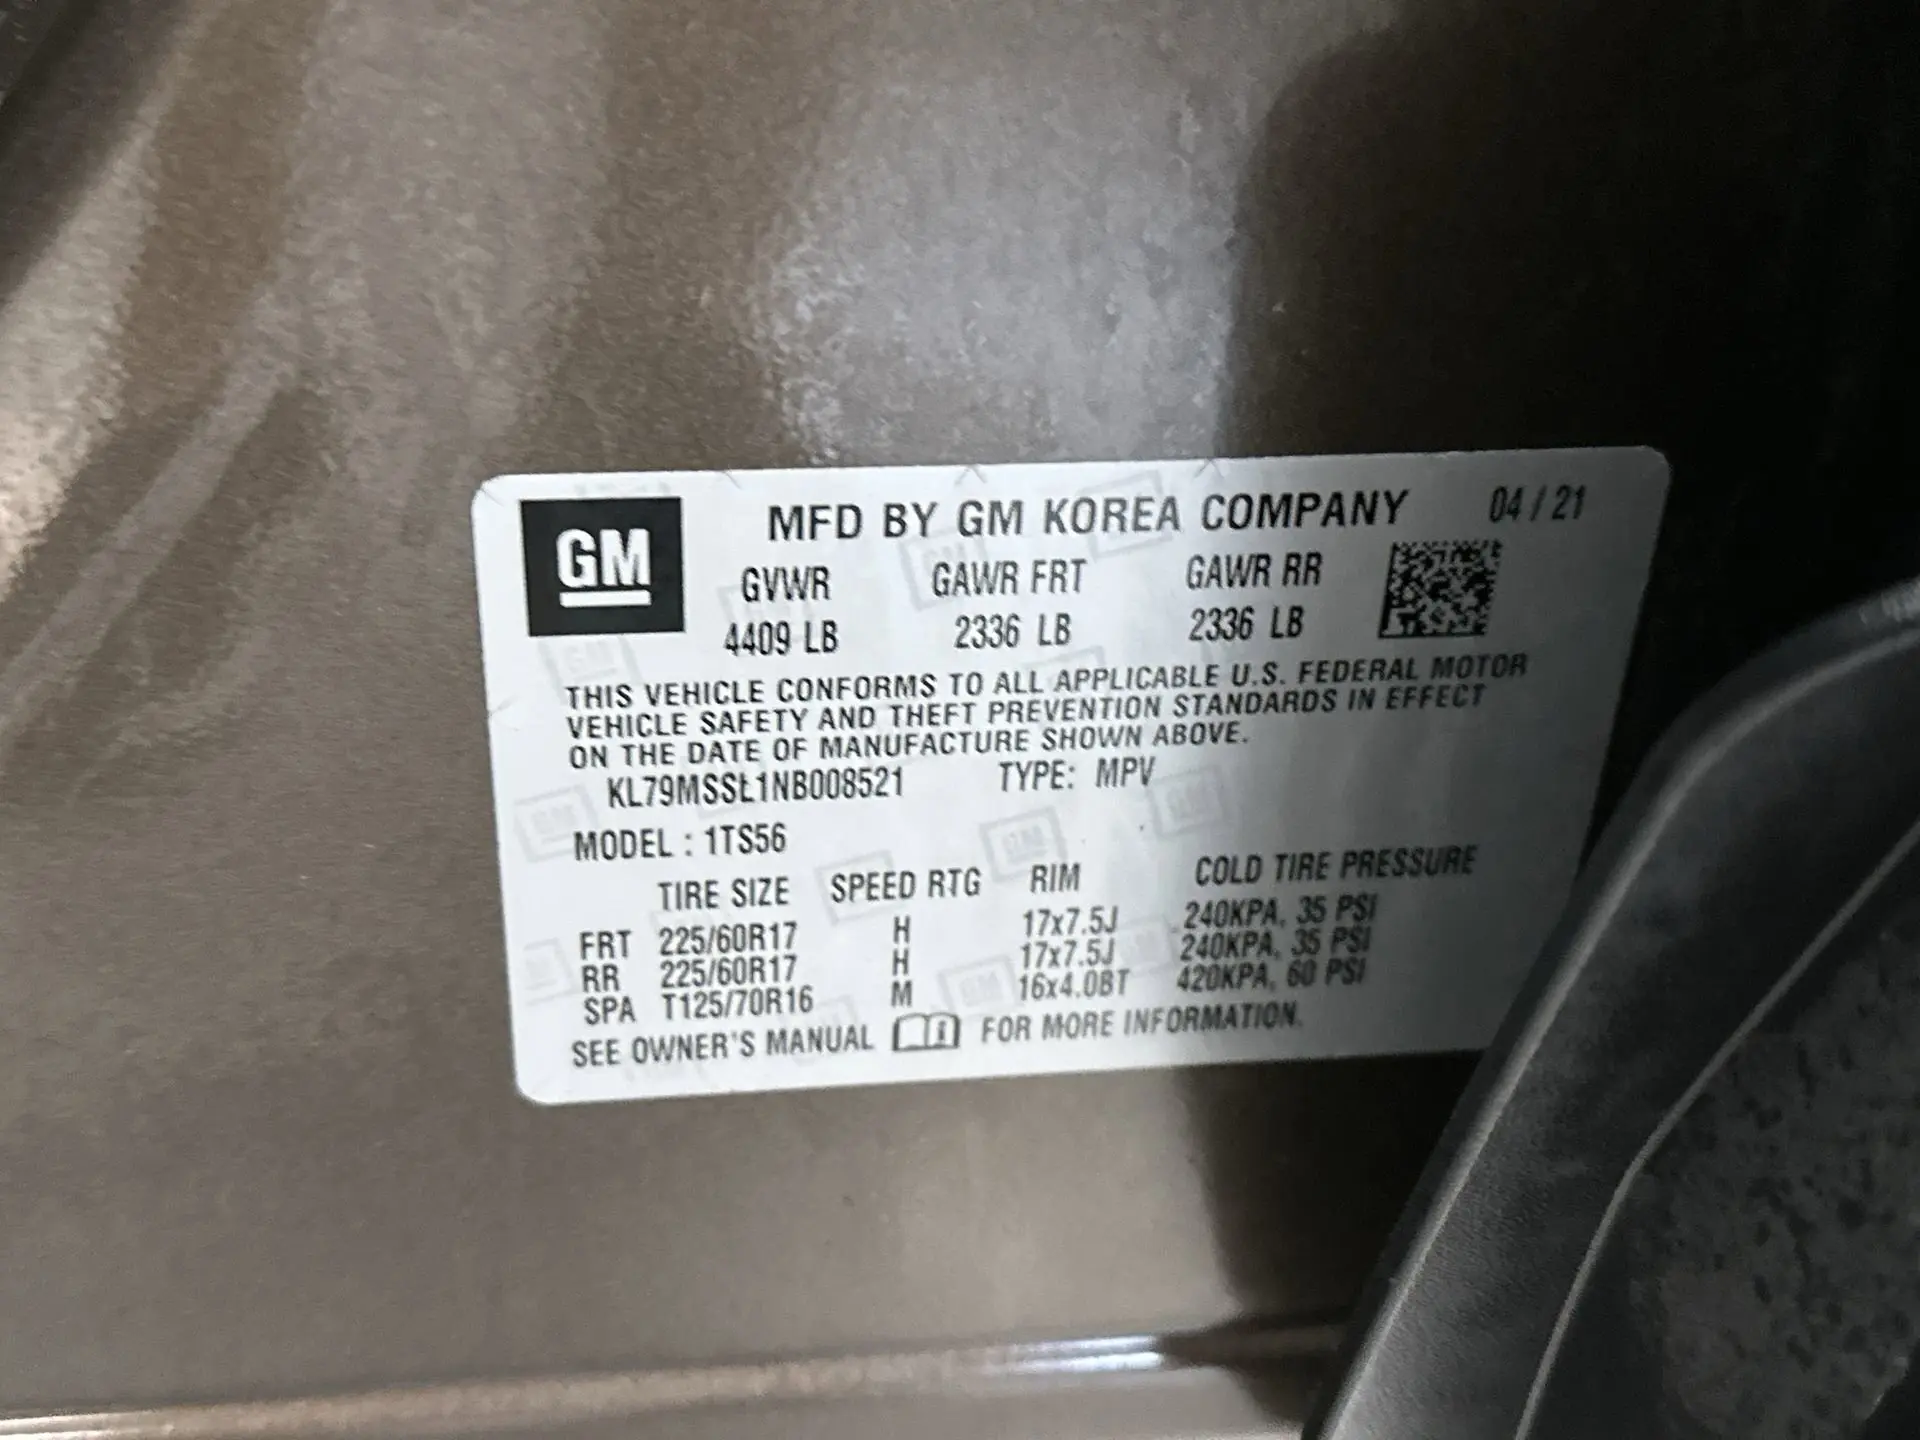 GM
MFD BY GM KOREA COMPANY 04 / 21
GVWR GAWR FRT GAWR RR
4409 LB 2336 LB 2336 LB
THIS VEHICLE CONFORMS TO ALL APPLICABLE U.S. FEDERAL MOTOR
VEHICLE SAFETY AND THEFT PREVENTION STANDARDS IN EFFECT
ON THE DATE OF MANUFACTURE SHOWN ABOVE.
KL79MSSL1NB008521 TYPE: MPV
MODEL : 1TS56
TIRE SIZE SPEED RTG RIM COLD TIRE PRESSURE
FRT 225/60R17 H 17x7.5J 240KPA, 35 PSI
RR 225/60R17 H 17x7.5J 240KPA, 35 PSI
SPA T125/70R16 M 16x4.0BT 420KPA, 60 PSI
SEE OWNER'S MANUAL i FOR MORE INFORMATION.